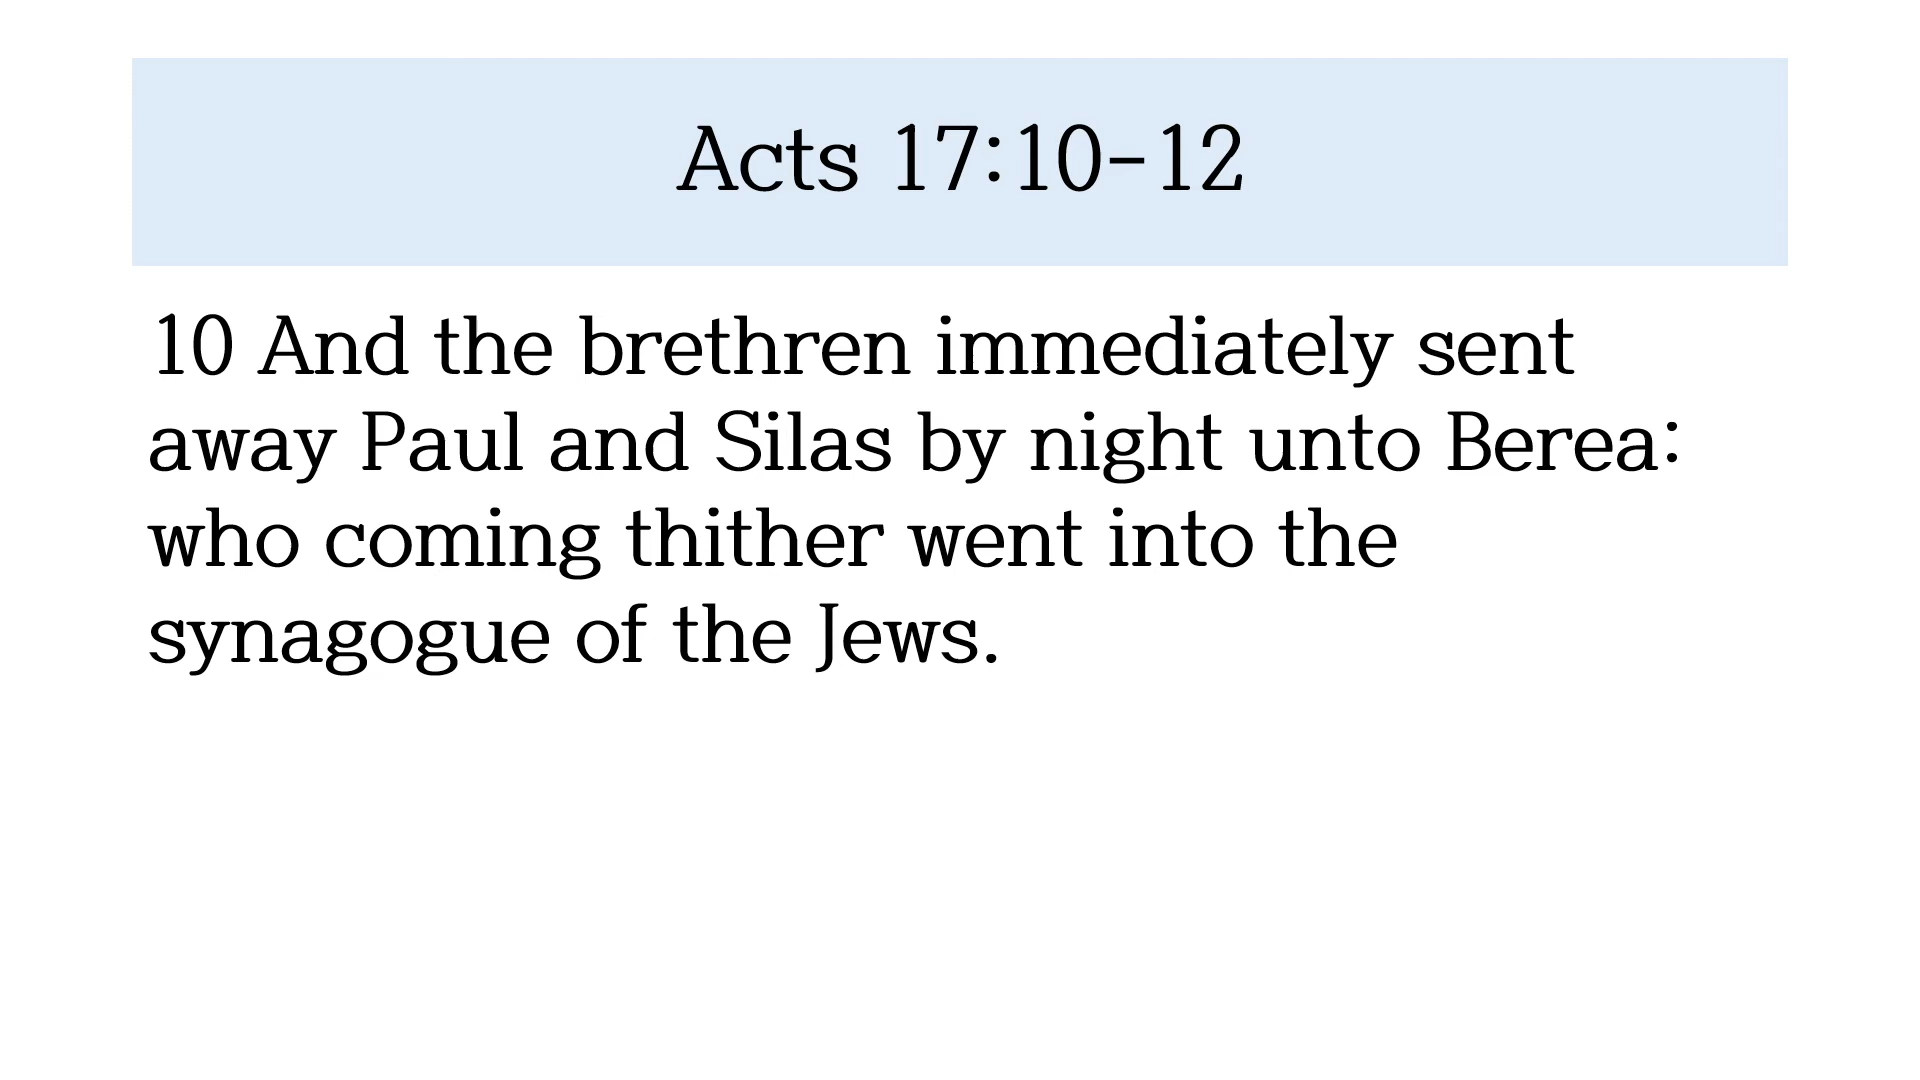 Acts 17:10-12
10 And the brethren immediately sent
away Paul and Silas by night unto Berea:
who coming thither went into the
synagogue of the Jews.